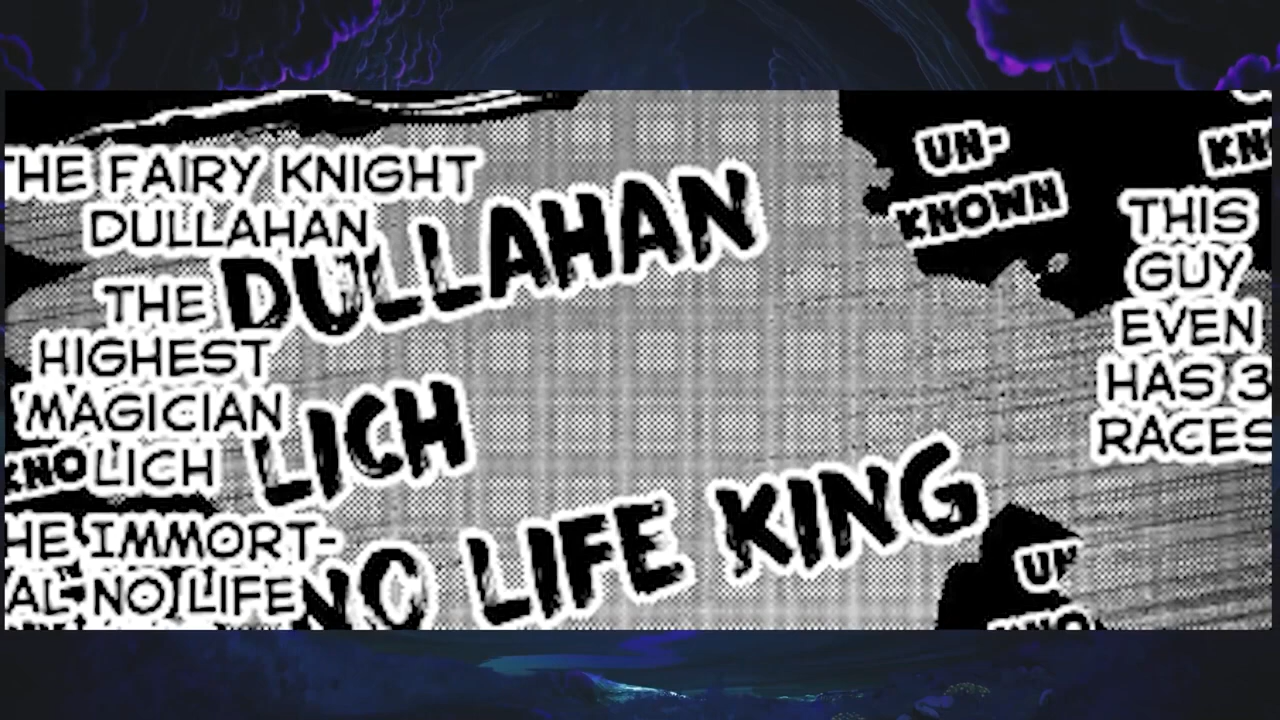 THE FAIRY KNIGHT
DULLAHAN
DULLAHAN
THE
HIGHEST
MAGICIAN
LICH
LICH
HE IMMORT-
AL NO LIFE
NO LIFE KING
UN-
KNOWN
THIS
GUY
EVEN
HAS 3
RACES